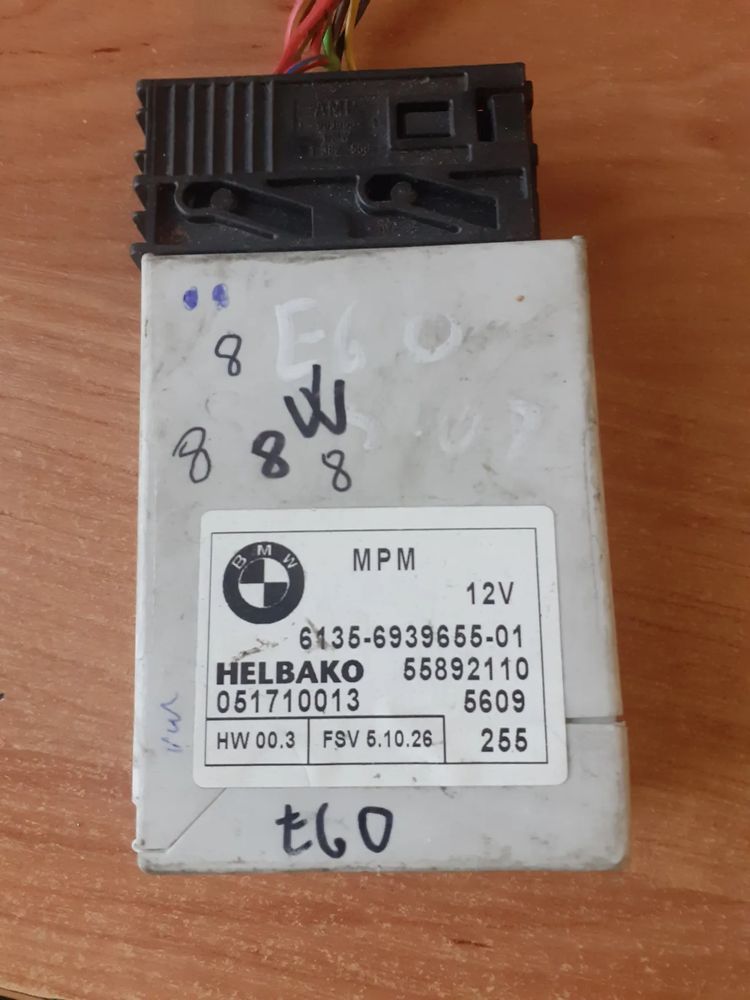 AMP
E60
8
W
8 8 8
BMW
MPM
12V
6135-6939655-01
HELBAKO 55892110
051710013 5609
HW 00.3 FSV 5.10.26 255
E60